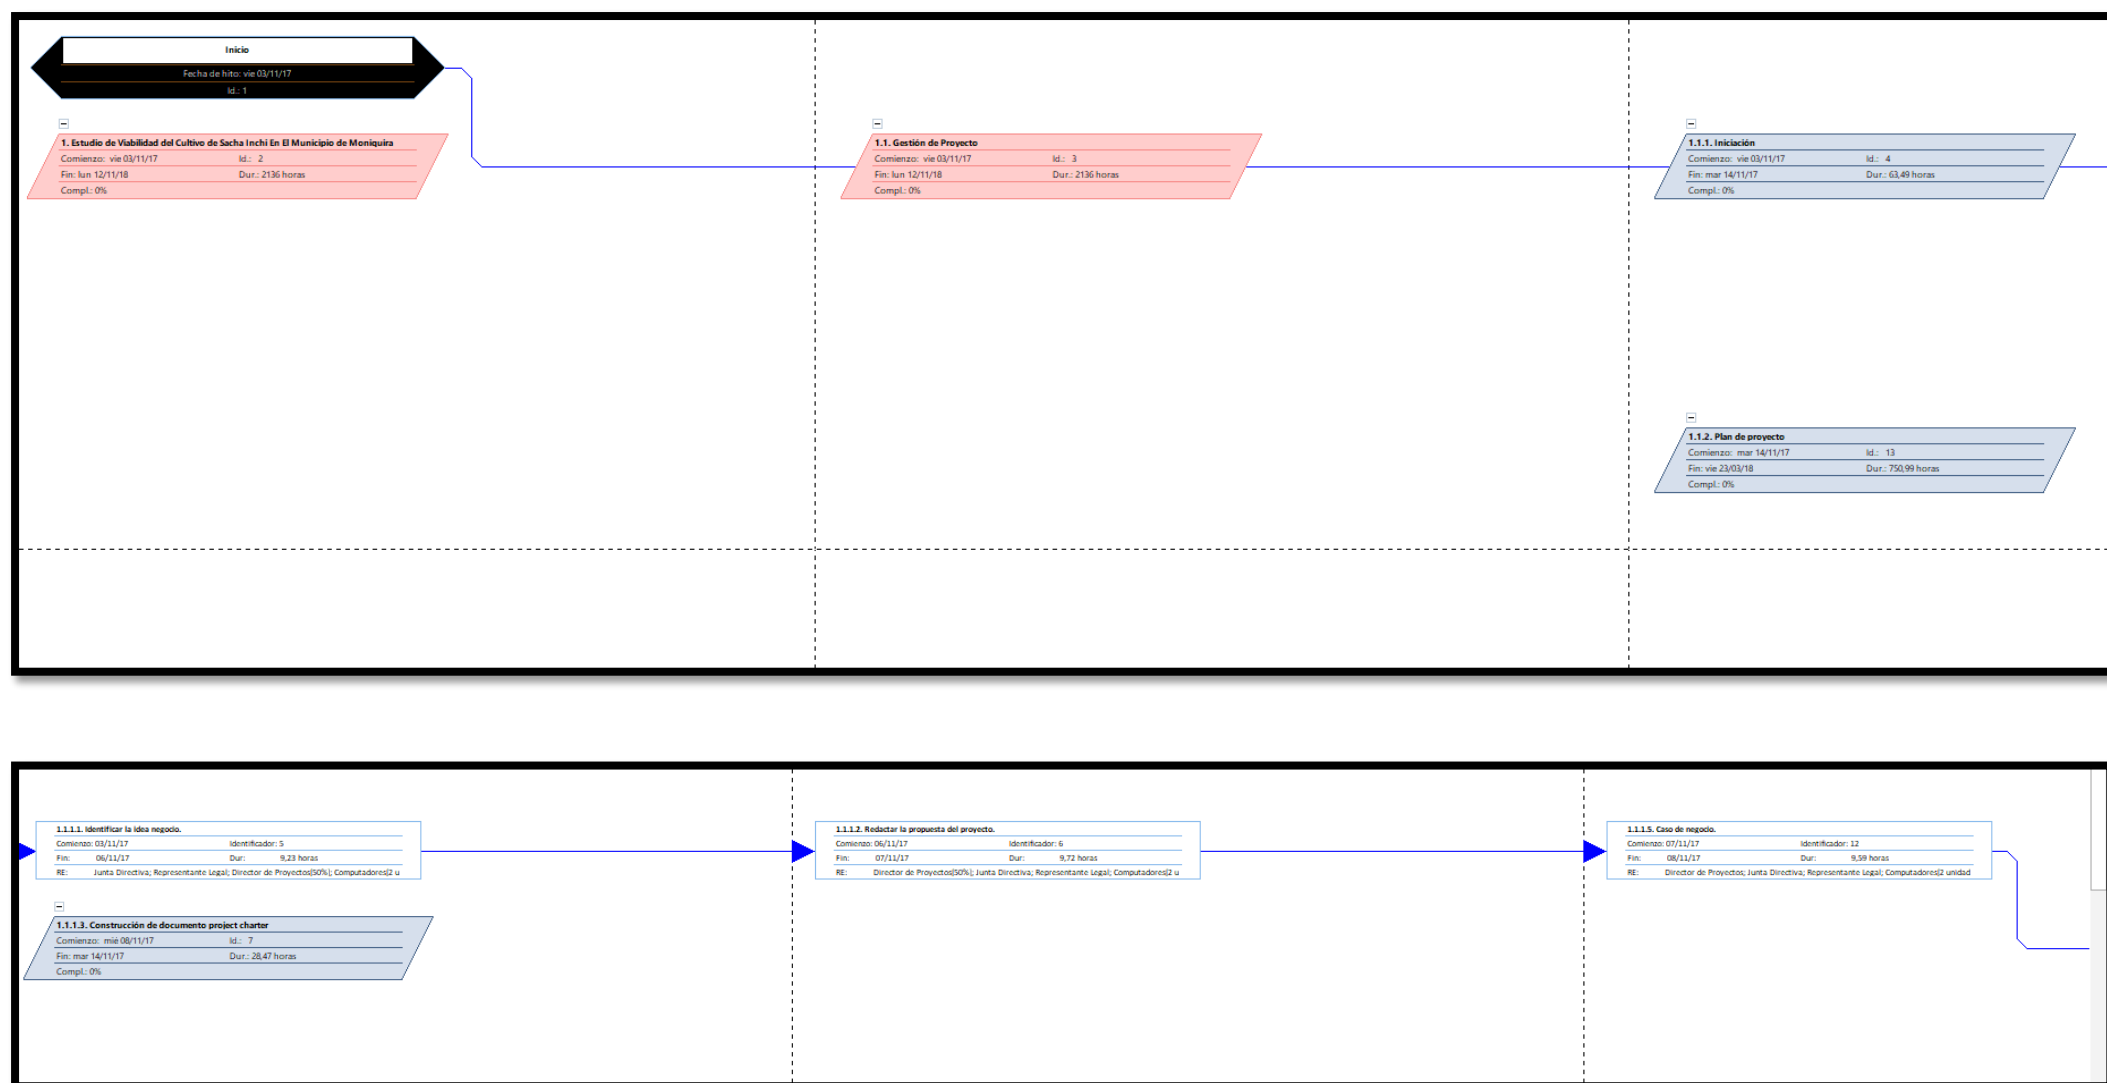 Inicio
Fecha de hito: vie 03/11/17
Id.: 1
1. Estudio de Viabilidad del Cultivo de Sacha Inchi En El Municipio de Moniquira
Comienzo: vie 03/11/17 Id.: 2
Fin: lun 12/11/18 Dur.: 2136 horas
Compl.: 0%
1.1. Gestión de Proyecto
Comienzo: vie 03/11/17 Id.: 3
Fin: lun 12/11/18 Dur.: 2136 horas
Compl.: 0%
1.1.1. Iniciación
Comienzo: vie 03/11/17 Id.: 4
Fin: mar 14/11/17 Dur.: 63,49 horas
Compl.: 0%
1.1.2. Plan de proyecto
Comienzo: mar 14/11/17 Id.: 13
Fin: vie 23/03/18 Dur.: 750,99 horas
Compl.: 0%
1.1.1.1. Identificar la idea negocio.
Comienzo: 03/11/17 Identificador: 5
Fin: 06/11/17 Dur: 9,23 horas
RE: Junta Directiva; Representante Legal; Director de Proyectos[50%]; Computadores[2 u
1.1.1.2. Redactar la propuesta del proyecto.
Comienzo: 06/11/17 Identificador: 6
Fin: 07/11/17 Dur: 9,72 horas
RE: Director de Proyectos[50%]; Junta Directiva; Representante Legal; Computadores[2 u
1.1.1.5. Caso de negocio.
Comienzo: 07/11/17 Identificador: 12
Fin: 08/11/17 Dur: 9,59 horas
RE: Director de Proyectos; Junta Directiva; Representante Legal; Computadores[2 unidad
1.1.1.3. Construcción de documento project charter
Comienzo: mié 08/11/17 Id.: 7
Fin: mar 14/11/17 Dur.: 28,47 horas
Compl.: 0%